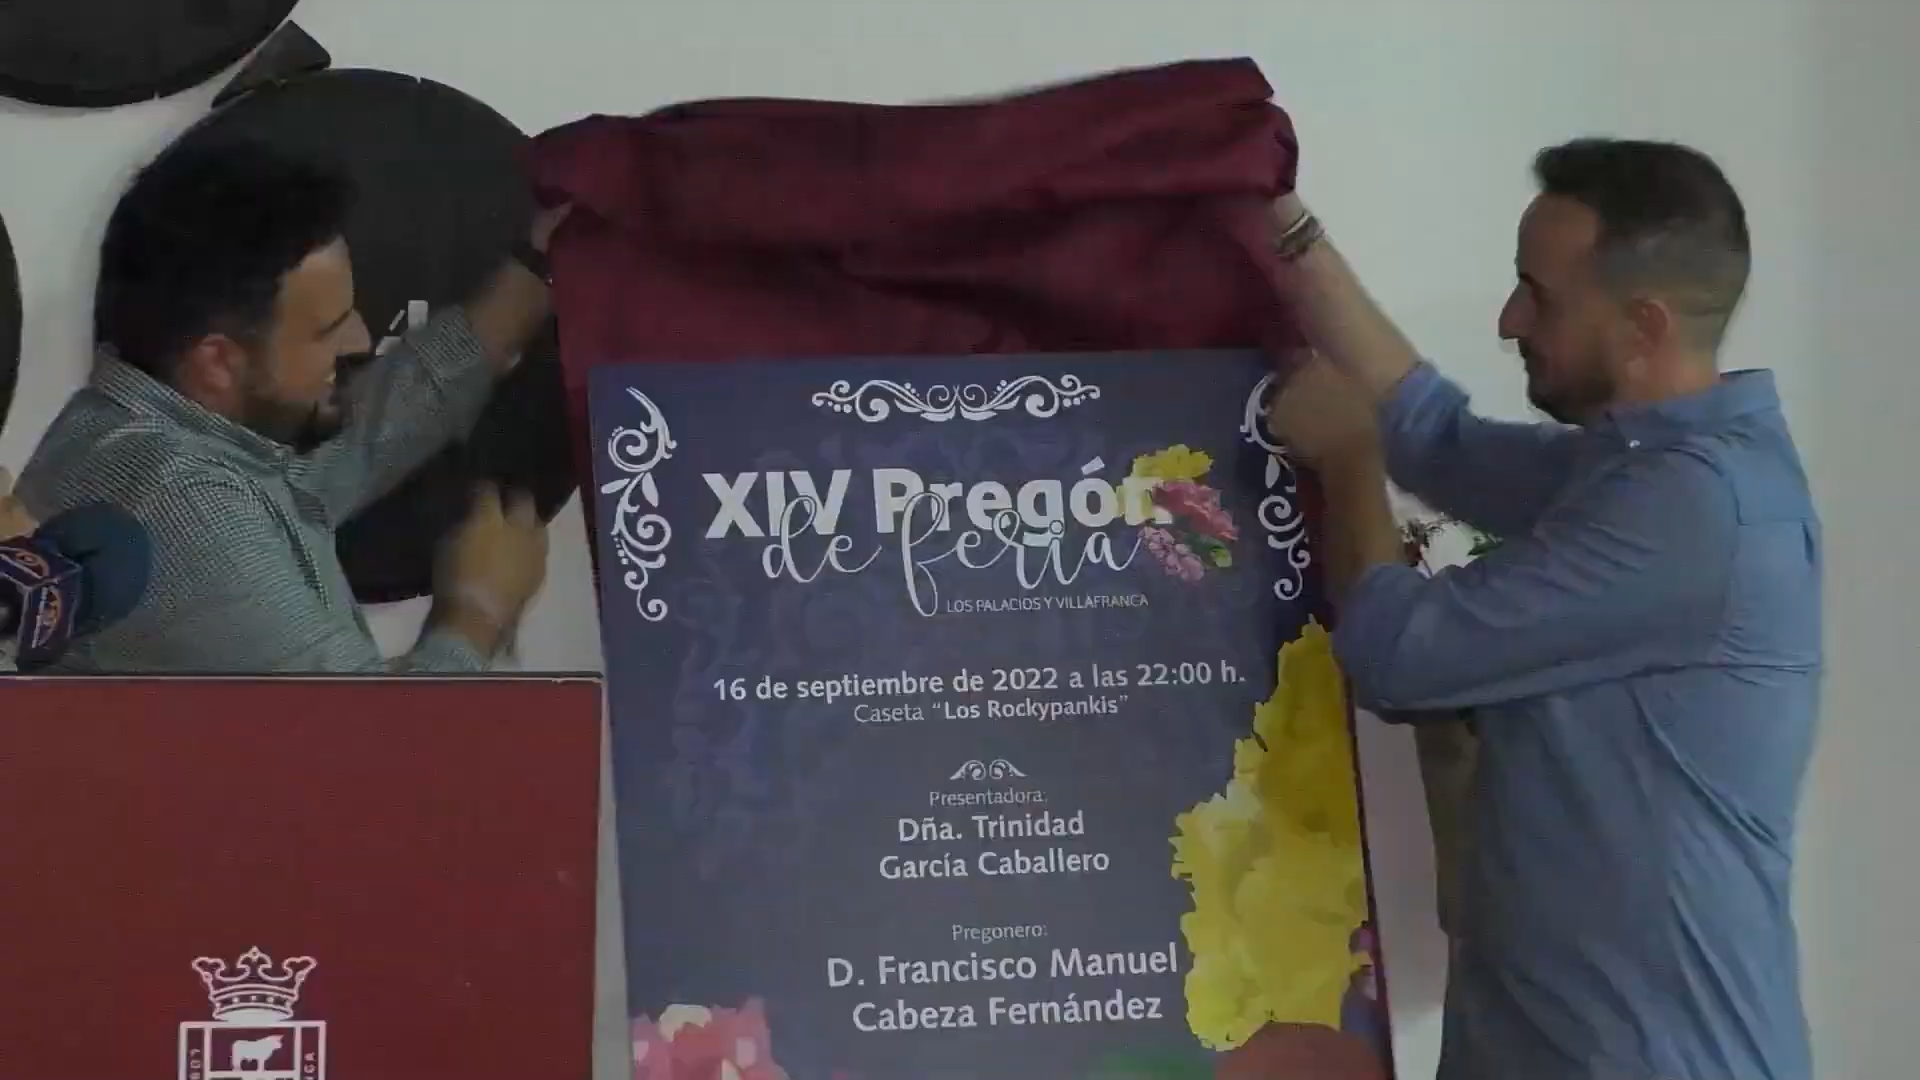 XIV Pregón
de feria
LOS PALACIOS Y VILLAFRANCA
16 de septiembre de 2022 a las 22:00 h.
Caseta "Los Rockypankis"
Presentadora:
Dña. Trinidad
García Caballero
Pregonero:
D. Francisco Manuel
Cabeza Fernández